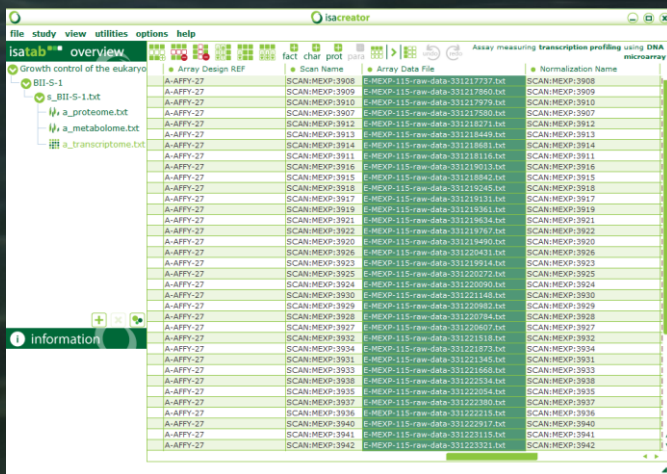 isacreator
file study view utilities options help
isatab overview
fact char prot para
Assay measuring transcription profiling using DNA
microarray
Growth control of the eukaryo
BII-S-1
s_BII-S-1.txt
a_proteome.txt
a_metabolome.txt
a_transcriptome.txt
information
Array Design REF Scan Name Array Data File Normalization Name
A-AFFY-27 SCAN:MEXP:3908 E-MEXP-115-raw-data-331217737.txt SCAN:MEXP:3908
A-AFFY-27 SCAN:MEXP:3909 E-MEXP-115-raw-data-331217860.txt SCAN:MEXP:3909
A-AFFY-27 SCAN:MEXP:3910 E-MEXP-115-raw-data-331217979.txt SCAN:MEXP:3910
A-AFFY-27 SCAN:MEXP:3907 E-MEXP-115-raw-data-331217580.txt SCAN:MEXP:3907
A-AFFY-27 SCAN:MEXP:3912 E-MEXP-115-raw-data-331218271.txt SCAN:MEXP:3912
A-AFFY-27 SCAN:MEXP:3913 E-MEXP-115-raw-data-331218449.txt SCAN:MEXP:3913
A-AFFY-27 SCAN:MEXP:3914 E-MEXP-115-raw-data-331218681.txt SCAN:MEXP:3914
A-AFFY-27 SCAN:MEXP:3911 E-MEXP-115-raw-data-331218116.txt SCAN:MEXP:3911
A-AFFY-27 SCAN:MEXP:3916 E-MEXP-115-raw-data-331219013.txt SCAN:MEXP:3916
A-AFFY-27 SCAN:MEXP:3915 E-MEXP-115-raw-data-331218842.txt SCAN:MEXP:3915
A-AFFY-27 SCAN:MEXP:3918 E-MEXP-115-raw-data-331219245.txt SCAN:MEXP:3918
A-AFFY-27 SCAN:MEXP:3917 E-MEXP-115-raw-data-331219131.txt SCAN:MEXP:3917
A-AFFY-27 SCAN:MEXP:3919 E-MEXP-115-raw-data-331219361.txt SCAN:MEXP:3919
A-AFFY-27 SCAN:MEXP:3921 E-MEXP-115-raw-data-331219634.txt SCAN:MEXP:3921
A-AFFY-27 SCAN:MEXP:3922 E-MEXP-115-raw-data-331219767.txt SCAN:MEXP:3922
A-AFFY-27 SCAN:MEXP:3920 E-MEXP-115-raw-data-331219490.txt SCAN:MEXP:3920
A-AFFY-27 SCAN:MEXP:3926 E-MEXP-115-raw-data-331220431.txt SCAN:MEXP:3926
A-AFFY-27 SCAN:MEXP:3923 E-MEXP-115-raw-data-331219914.txt SCAN:MEXP:3923
A-AFFY-27 SCAN:MEXP:3925 E-MEXP-115-raw-data-331220272.txt SCAN:MEXP:3925
A-AFFY-27 SCAN:MEXP:3924 E-MEXP-115-raw-data-331220090.txt SCAN:MEXP:3924
A-AFFY-27 SCAN:MEXP:3930 E-MEXP-115-raw-data-331221148.txt SCAN:MEXP:3930
A-AFFY-27 SCAN:MEXP:3929 E-MEXP-115-raw-data-331220982.txt SCAN:MEXP:3929
A-AFFY-27 SCAN:MEXP:3928 E-MEXP-115-raw-data-331220784.txt SCAN:MEXP:3928
A-AFFY-27 SCAN:MEXP:3927 E-MEXP-115-raw-data-331220607.txt SCAN:MEXP:3927
A-AFFY-27 SCAN:MEXP:3932 E-MEXP-115-raw-data-331221518.txt SCAN:MEXP:3932
A-AFFY-27 SCAN:MEXP:3934 E-MEXP-115-raw-data-331221873.txt SCAN:MEXP:3934
A-AFFY-27 SCAN:MEXP:3931 E-MEXP-115-raw-data-331221345.txt SCAN:MEXP:3931
A-AFFY-27 SCAN:MEXP:3933 E-MEXP-115-raw-data-331221668.txt SCAN:MEXP:3933
A-AFFY-27 SCAN:MEXP:3938 E-MEXP-115-raw-data-331222534.txt SCAN:MEXP:3938
A-AFFY-27 SCAN:MEXP:3935 E-MEXP-115-raw-data-331222054.txt SCAN:MEXP:3935
A-AFFY-27 SCAN:MEXP:3937 E-MEXP-115-raw-data-331222380.txt SCAN:MEXP:3937
A-AFFY-27 SCAN:MEXP:3936 E-MEXP-115-raw-data-331222215.txt SCAN:MEXP:3936
A-AFFY-27 SCAN:MEXP:3940 E-MEXP-115-raw-data-331222917.txt SCAN:MEXP:3940
A-AFFY-27 SCAN:MEXP:3941 E-MEXP-115-raw-data-331223115.txt SCAN:MEXP:3941
A-AFFY-27 SCAN:MEXP:3942 E-MEXP-115-raw-data-331223321.txt SCAN:MEXP:3942